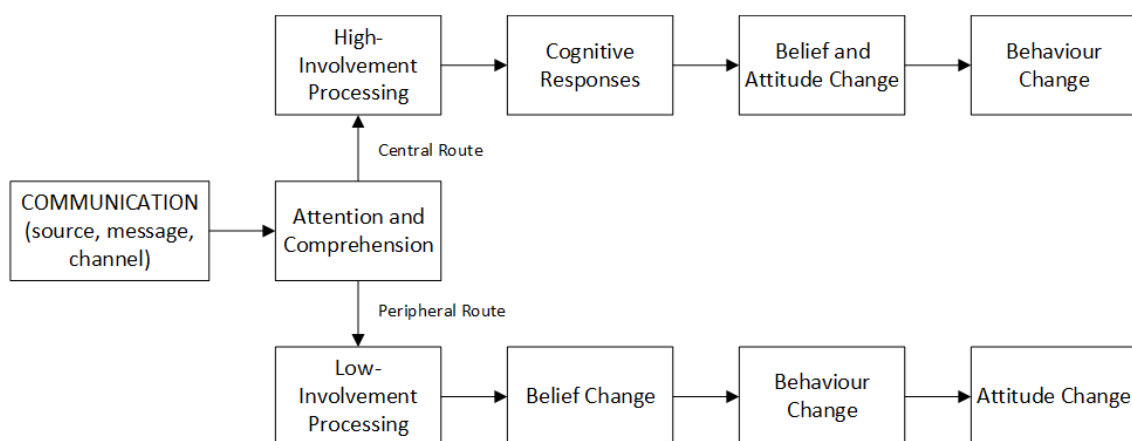 High-
Involvement
Processing
Cognitive
Responses
Belief and
Attitude Change
Behaviour
Change
Central Route
COMMUNICATION
(source, message,
channel)
Attention and
Comprehension
Peripheral Route
Low-
Involvement
Processing
Belief Change
Behaviour
Change
Attitude Change